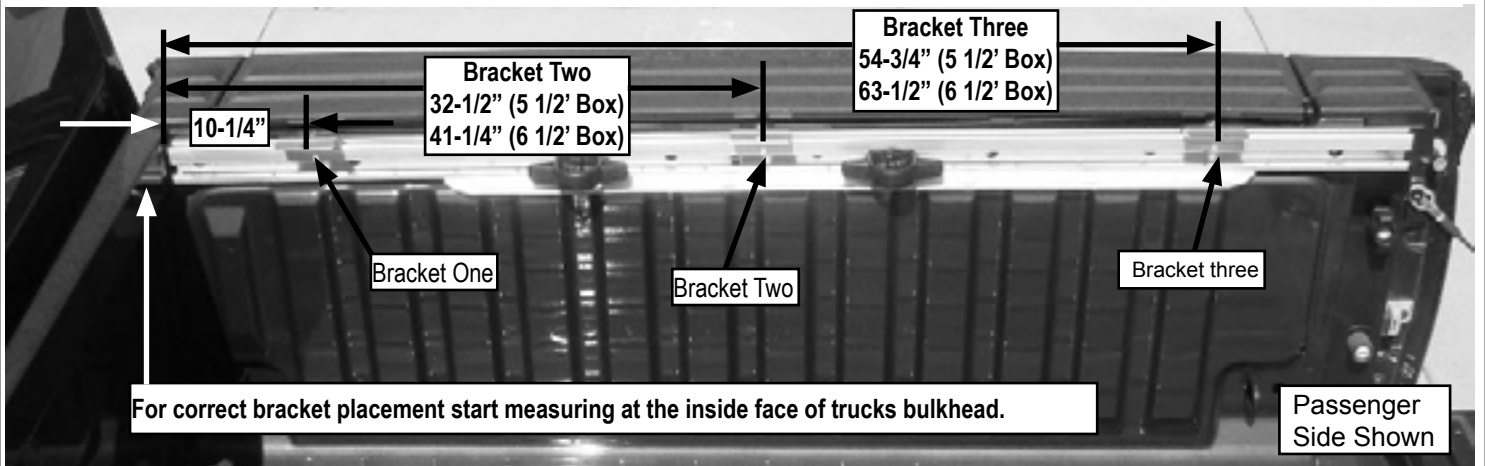 Bracket Three
54-3/4” (5 1/2’ Box)
63-1/2” (6 1/2’ Box)
Bracket Two
32-1/2” (5 1/2’ Box)
41-1/4” (6 1/2’ Box)
10-1/4”
Bracket One
Bracket Two
Bracket three
For correct bracket placement start measuring at the inside face of trucks bulkhead.
Passenger
Side Shown